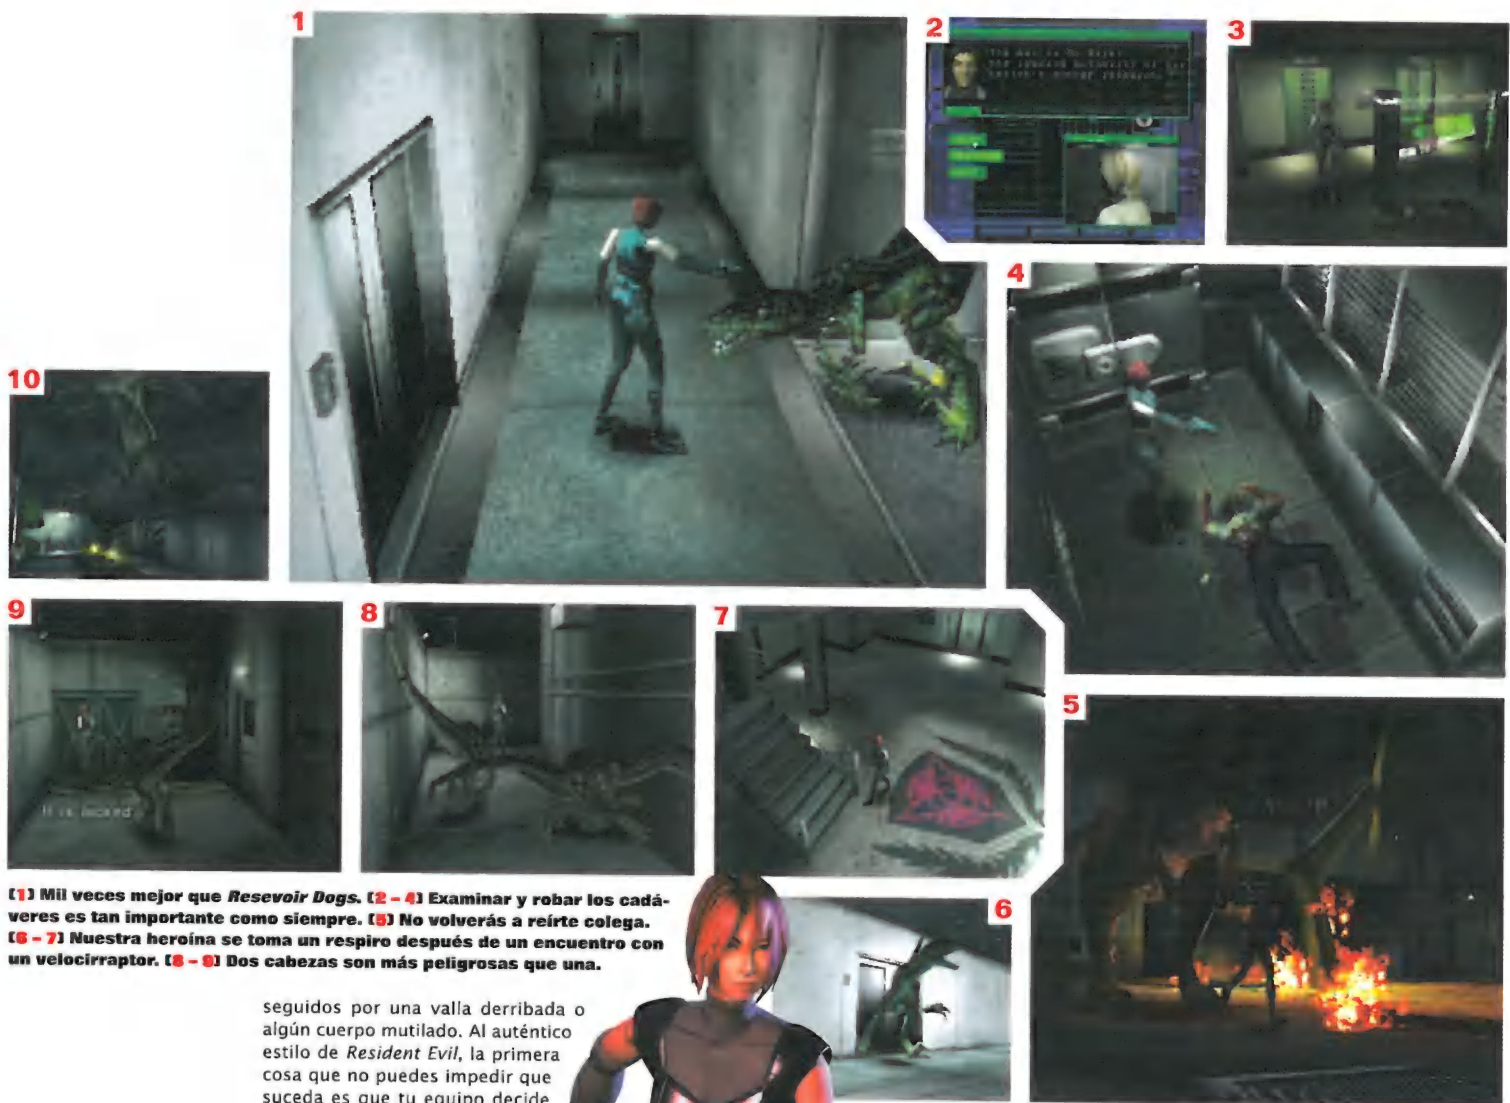 1
2
3
4
10
9
8
7
5
6
It is locked
[1] Mil veces mejor que Resevoir Dogs. [2 – 4] Examinar y robar los cadá-
veres es tan importante como siempre. [5] No volverás a reírte colega.
[6 – 7] Nuestra heroína se toma un respiro después de un encuentro con
un velocirraptor. [8 – 9] Dos cabezas son más peligrosas que una.
seguidos por una valla derribada o
algún cuerpo mutilado. Al auténtico
estilo de Resident Evil, la primera
cosa que no puedes impedir que
suceda es que tu equipo decide